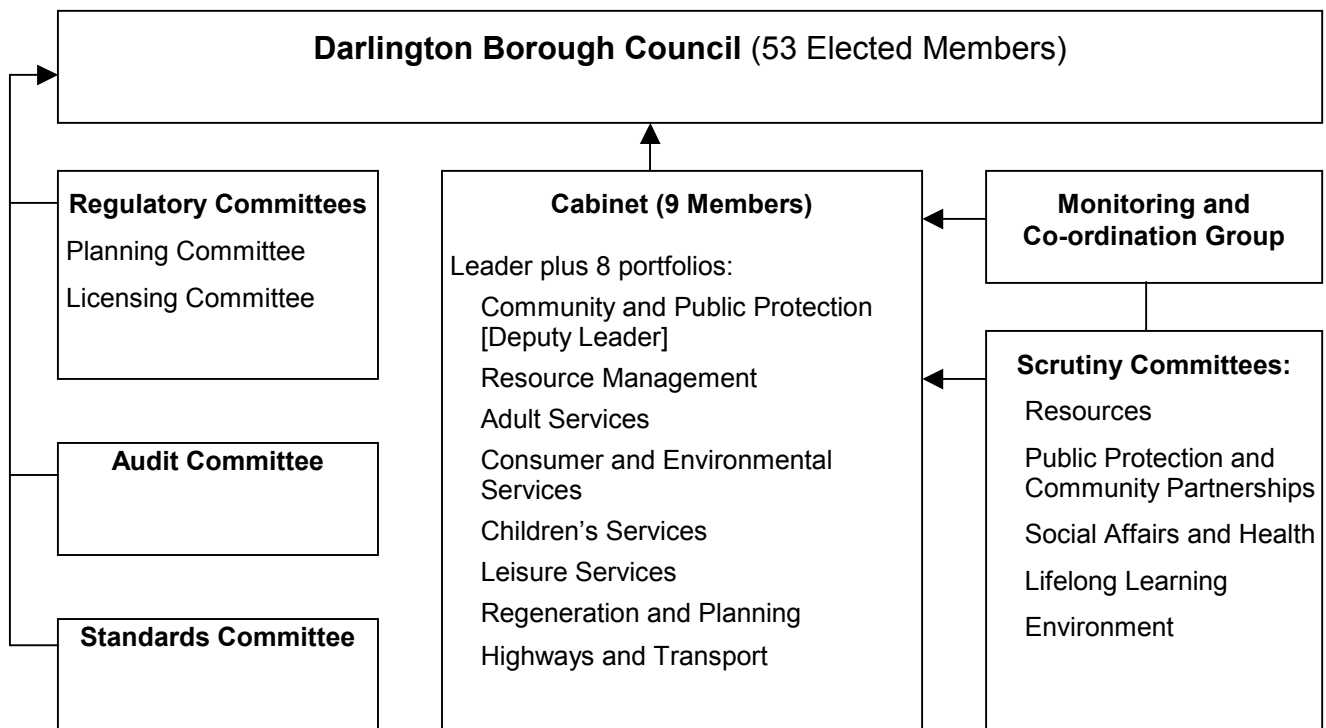 Darlington Borough Council (53 Elected Members)
Regulatory Committees
Planning Committee
Licensing Committee
Audit Committee
Standards Committee
Cabinet (9 Members)
Leader plus 8 portfolios:
Community and Public Protection
[Deputy Leader]
Resource Management
Adult Services
Consumer and Environmental
Services
Children’s Services
Leisure Services
Regeneration and Planning
Highways and Transport
Monitoring and
Co-ordination Group
Scrutiny Committees:
Resources
Public Protection and
Community Partnerships
Social Affairs and Health
Lifelong Learning
Environment